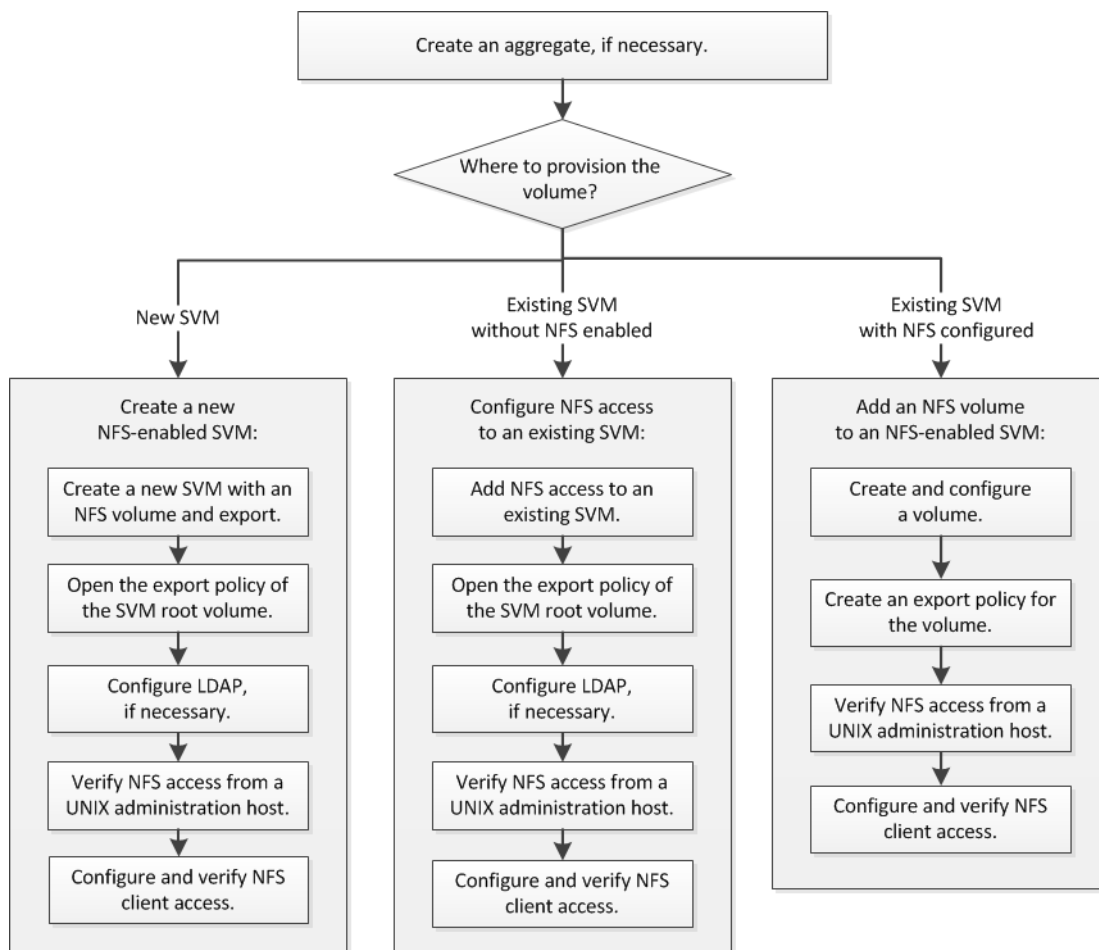 Create an aggregate, if necessary.
Where to provision the
volume?
New SVM
Existing SVM
without NFS enabled
Existing SVM
with NFS configured
Create a new
NFS-enabled SVM:
Create a new SVM with an
NFS volume and export.
Open the export policy of
the SVM root volume.
Configure LDAP,
if necessary.
Verify NFS access from a
UNIX administration host.
Configure and verify NFS
client access.
Configure NFS access
to an existing SVM:
Add NFS access to an
existing SVM.
Open the export policy of
the SVM root volume.
Configure LDAP,
if necessary.
Verify NFS access from a
UNIX administration host.
Configure and verify NFS
client access.
Add an NFS volume
to an NFS-enabled SVM:
Create and configure
a volume.
Create an export policy for
the volume.
Verify NFS access from a
UNIX administration host.
Configure and verify NFS
client access.